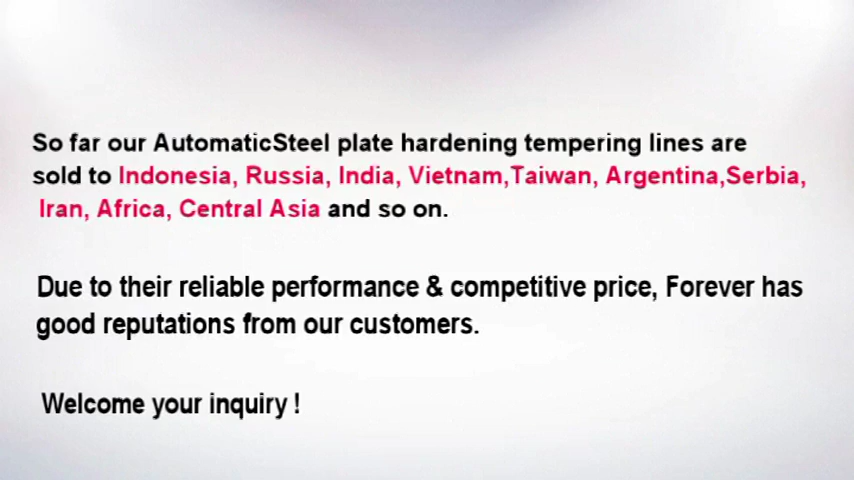 So far our AutomaticSteel plate hardening tempering lines are
sold to Indonesia, Russia, India, Vietnam,Taiwan, Argentina,Serbia,
Iran, Africa, Central Asia and so on.
Due to their reliable performance & competitive price, Forever has
good reputations from our customers.
Welcome your inquiry !